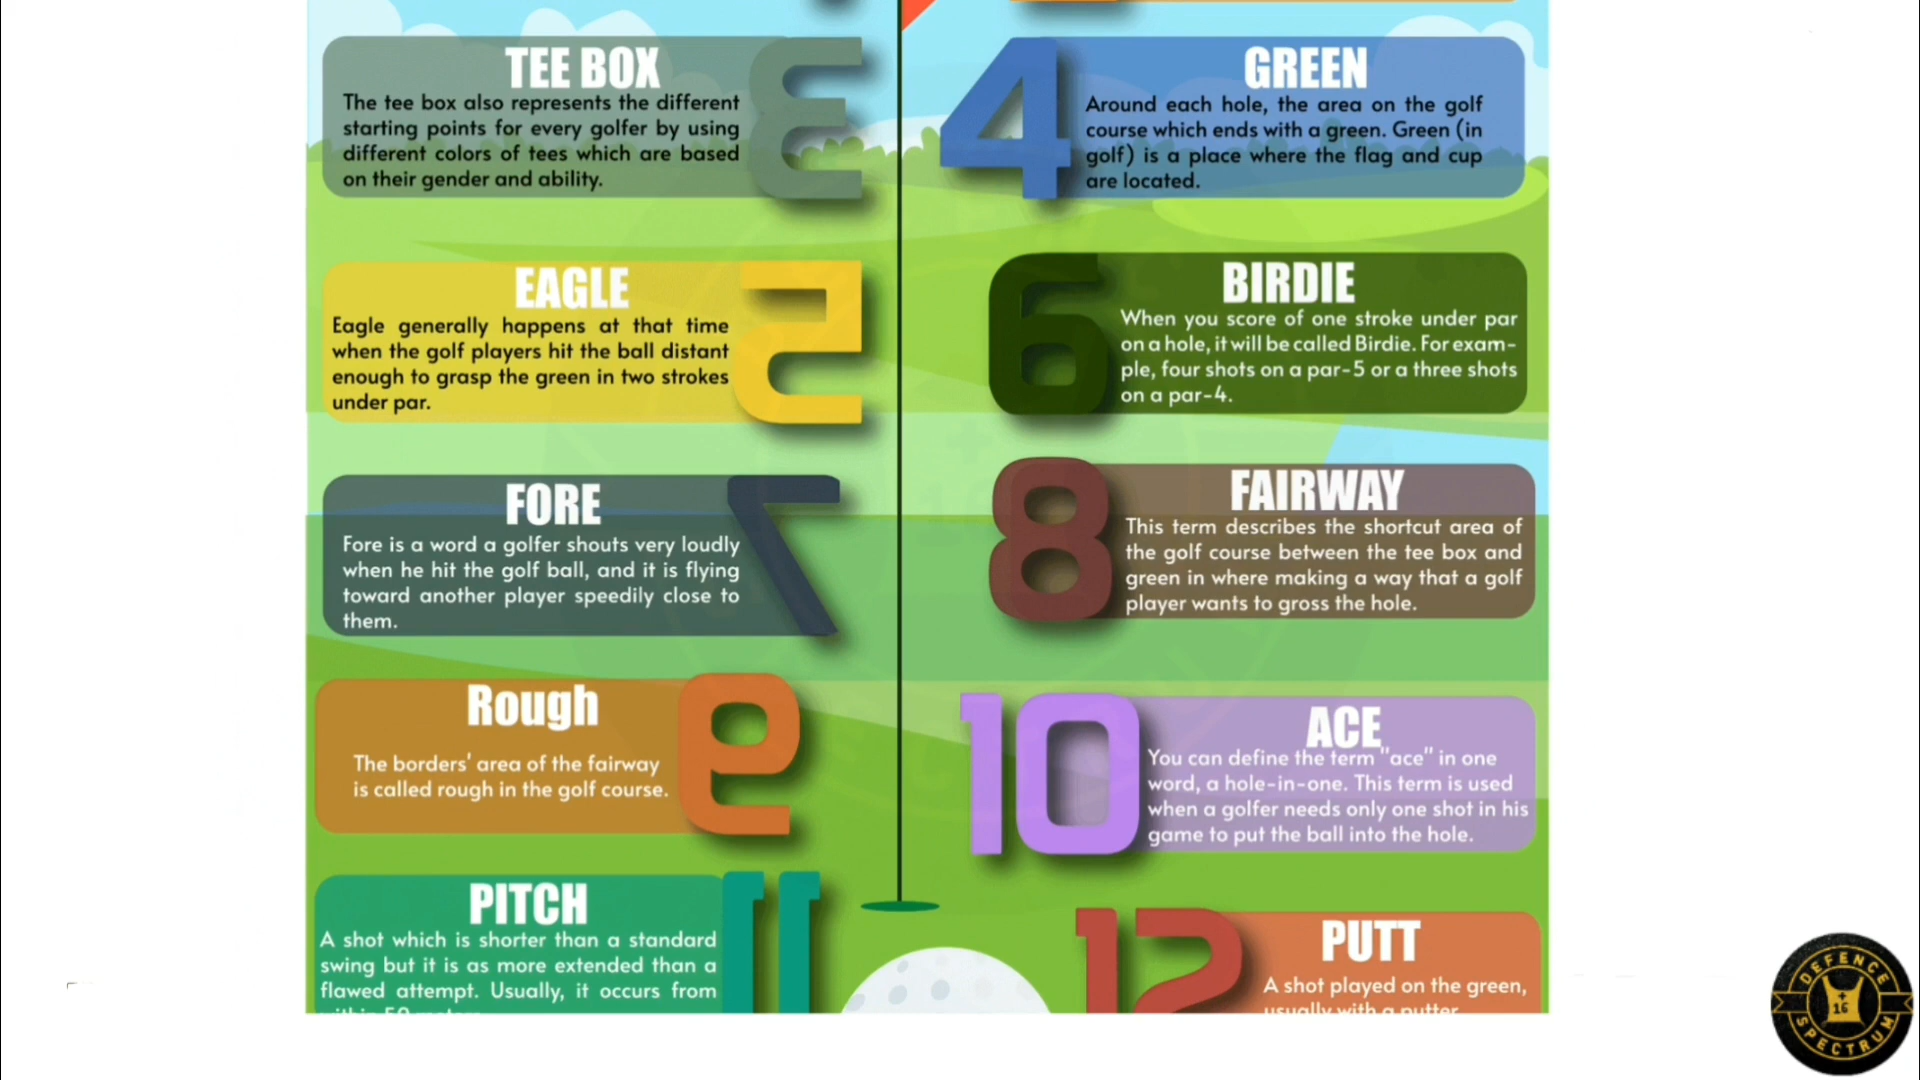 TEE BOX
The tee box also represents the different
starting points for every golfer by using
different colors of tees which are based
on their gender and ability.
3
4
GREEN
Around each hole, the area on the golf
course which ends with a green. Green (in
golf) is a place where the flag and cup
are located.
EAGLE
Eagle generally happens at that time
when the golf players hit the ball distant
enough to grasp the green in two strokes
under par.
5
6
BIRDIE
When you score of one stroke under par
on a hole, it will be called Birdie. For exam-
ple, four shots on a par-5 or a three shots
on a par-4.
FORE
Fore is a word a golfer shouts very loudly
when he hit the golf ball, and it is flying
toward another player speedily close to
them.
7
8
FAIRWAY
This term describes the shortcut area of
the golf course between the tee box and
green in where making a way that a golf
player wants to gross the hole.
Rough
The borders' area of the fairway
is called rough in the golf course.
9
10
ACE
You can define the term "ace" in one
word, a hole-in-one. This term is used
when a golfer needs only one shot in his
game to put the ball into the hole.
PITCH
A shot which is shorter than a standard
swing but it is as more extended than a
flawed attempt. Usually, it occurs from
11
12
PUTT
A shot played on the green,
usually with a putter
DEFENCE
+
16
SPECTRUM